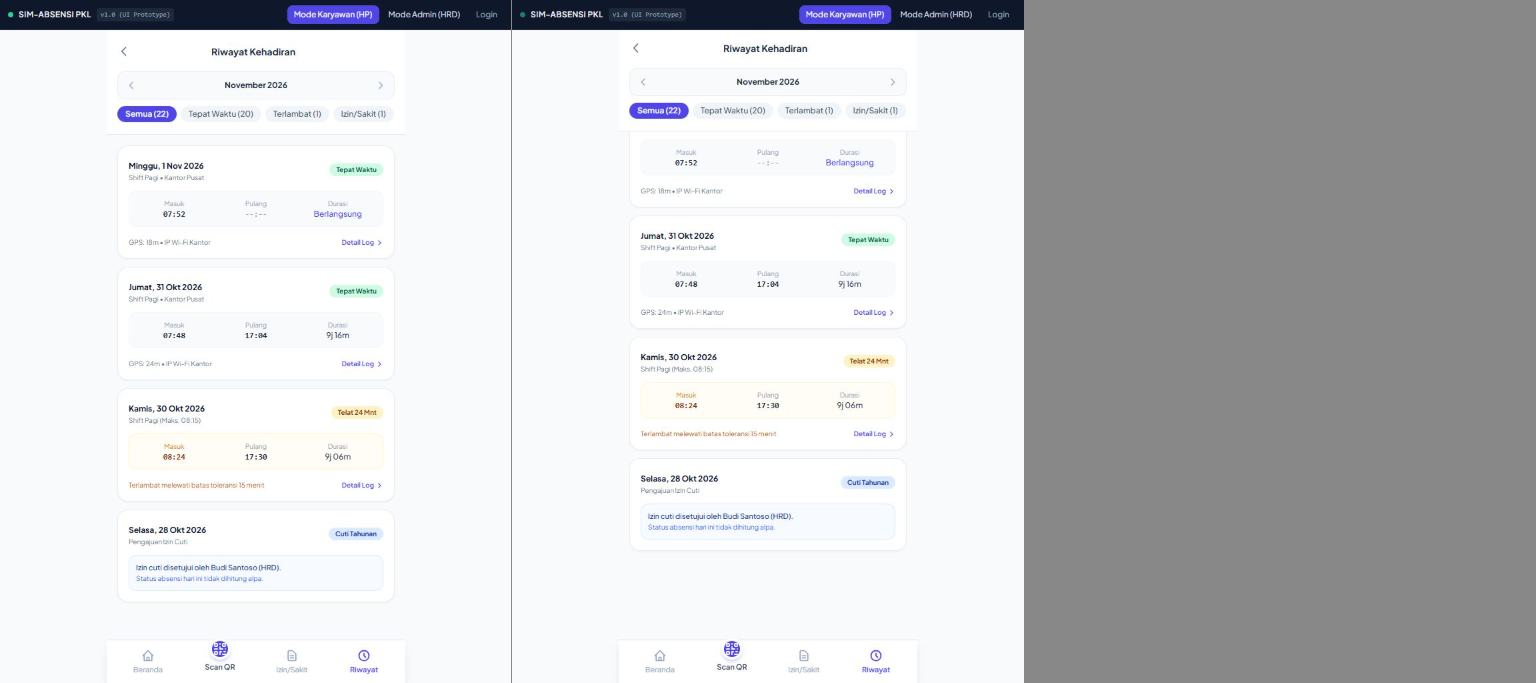 SIM-ABSENSI PKL v1.0 (UI Prototype) Mode Karyawan (HP) Mode Admin (HRD) Login
Riwayat Kehadiran
November 2026
Semua (22) Tepat Waktu (20) Terlambat (1) Izin/Sakit (1)
Minggu, 1 Nov 2026 Tepat Waktu
Shift Pagi • Kantor Pusat
Masuk Pulang Durasi
07:52 --:-- Berlangsung
GPS: 18m • IP Wi-Fi Kantor Detail Log
Jumat, 31 Okt 2026 Tepat Waktu
Shift Pagi • Kantor Pusat
Masuk Pulang Durasi
07:48 17:04 9j 16m
GPS: 24m • IP Wi-Fi Kantor Detail Log
Kamis, 30 Okt 2026 Telat 24 Mnt
Shift Pagi (Maks. 08:15)
Masuk Pulang Durasi
08:24 17:30 9j 06m
Terlambat melewati batas toleransi 15 menit Detail Log
Selasa, 28 Okt 2026 Cuti Tahunan
Pengajuan Izin Cuti
Izin cuti disetujui oleh Budi Santoso (HRD).
Status absensi hari ini tidak dihitung alpa.
Beranda Scan QR Izin/Sakit Riwayat
SIM-ABSENSI PKL v1.0 (UI Prototype) Mode Karyawan (HP) Mode Admin (HRD) Login
Riwayat Kehadiran
November 2026
Semua (22) Tepat Waktu (20) Terlambat (1) Izin/Sakit (1)
Masuk Pulang Durasi
07:52 --:-- Berlangsung
GPS: 18m • IP Wi-Fi Kantor Detail Log
Jumat, 31 Okt 2026 Tepat Waktu
Shift Pagi • Kantor Pusat
Masuk Pulang Durasi
07:48 17:04 9j 16m
GPS: 24m • IP Wi-Fi Kantor Detail Log
Kamis, 30 Okt 2026 Telat 24 Mnt
Shift Pagi (Maks. 08:15)
Masuk Pulang Durasi
08:24 17:30 9j 06m
Terlambat melewati batas toleransi 15 menit Detail Log
Selasa, 28 Okt 2026 Cuti Tahunan
Pengajuan Izin Cuti
Izin cuti disetujui oleh Budi Santoso (HRD).
Status absensi hari ini tidak dihitung alpa.
Beranda Scan QR Izin/Sakit Riwayat